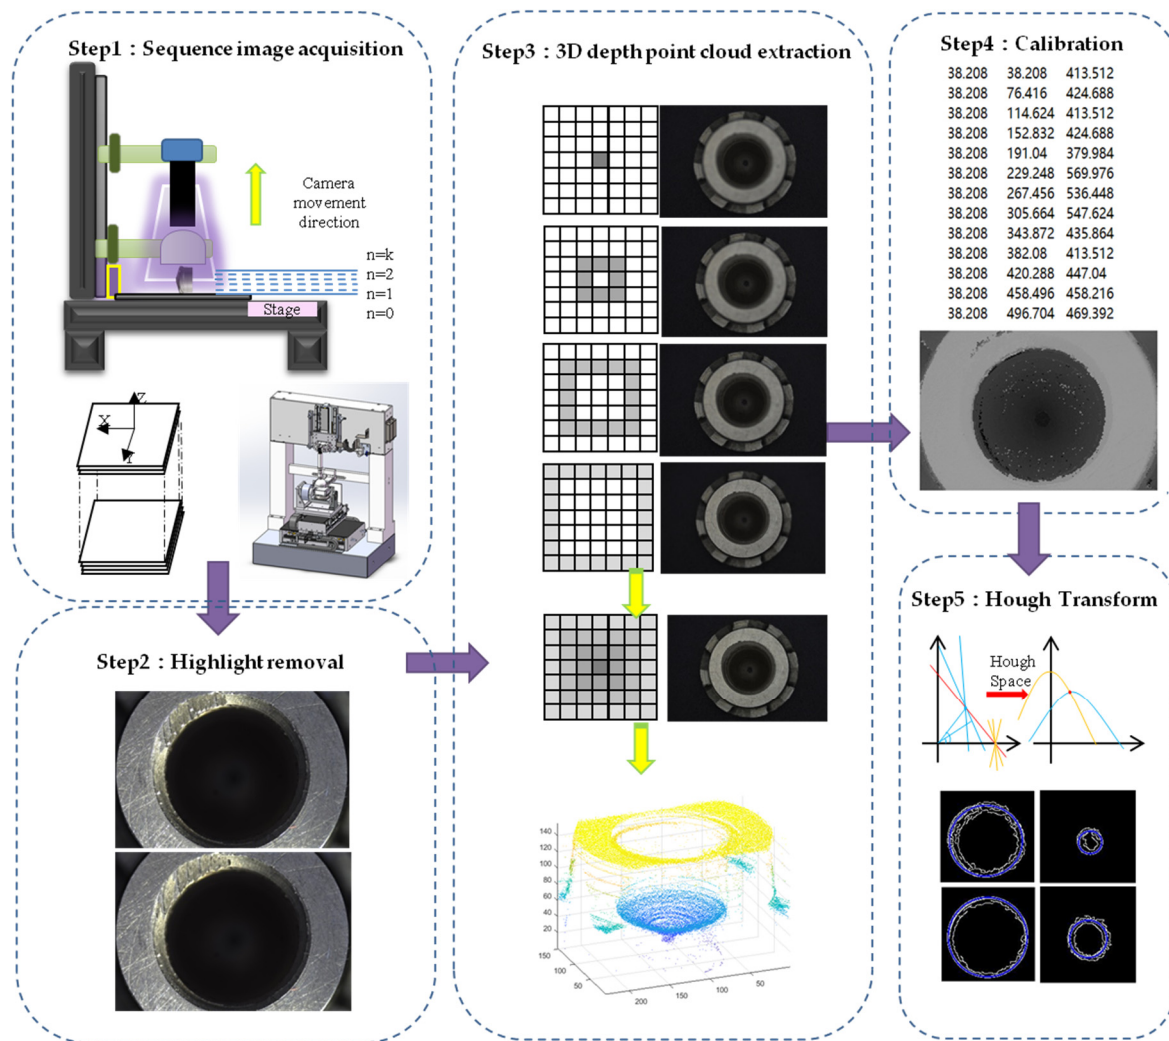 Step1：Sequence image acquisition
Camera
movement
direction
n=k
n=2
n=1
n=0
Stage
Z
X
Y
Step2：Highlight removal
Step3：3D depth point cloud extraction
140
120
100
80
60
40
20
150
100
50
200
150
100
50
Step4：Calibration
38.208 38.208 413.512
38.208 76.416 424.688
38.208 114.624 413.512
38.208 152.832 424.688
38.208 191.04 379.984
38.208 229.248 569.976
38.208 267.456 536.448
38.208 305.664 547.624
38.208 343.872 435.864
38.208 382.08 413.512
38.208 420.288 447.04
38.208 458.496 458.216
38.208 496.704 469.392
Step5：Hough Transform
Hough
Space